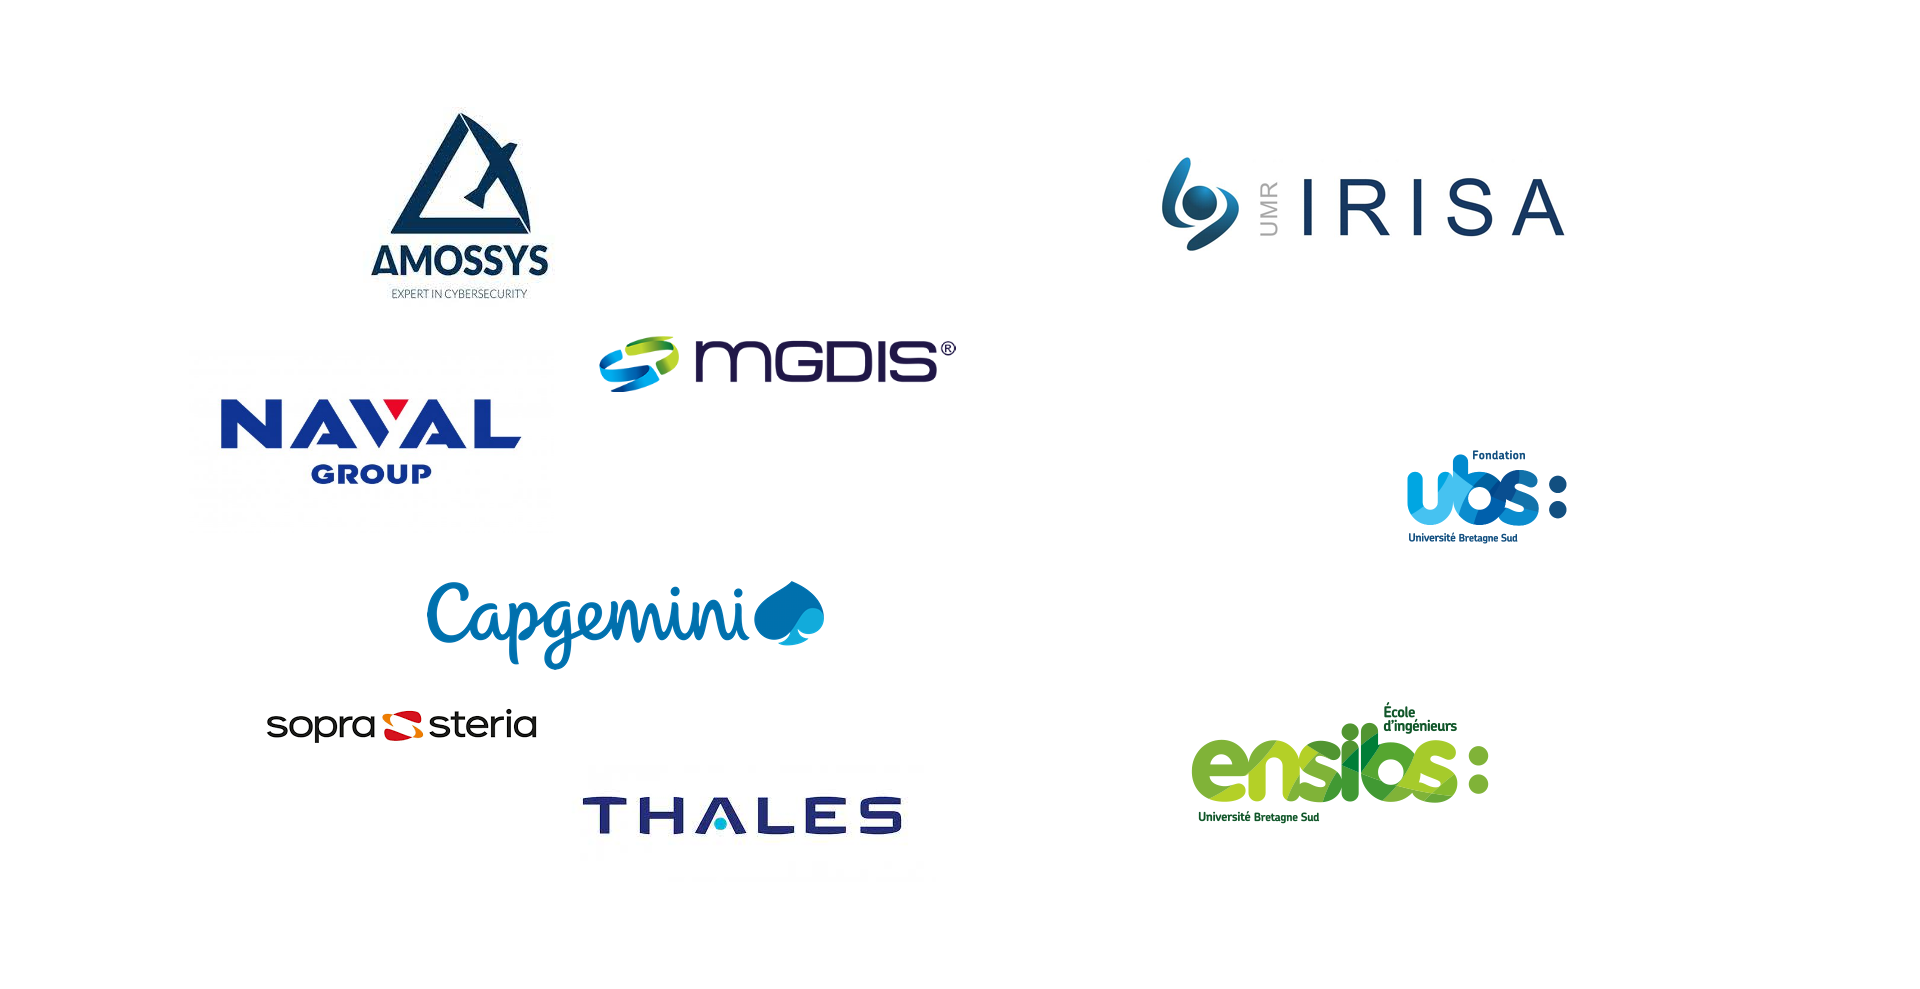 AMOSSYS
EXPERT IN CYBERSECURITY
UMR
IRISA
MGDIS®
NAVAL
GROUP
Fondation
ubs:
Université Bretagne Sud
Capgemini
sopra steria
THALES
École
d'ingénieurs
ensibs:
Université Bretagne Sud